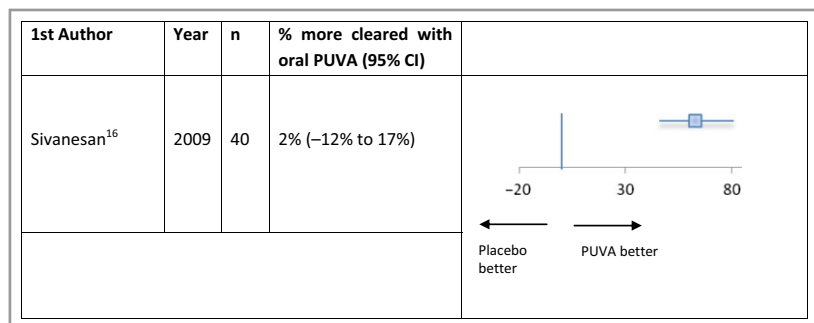 1st Author Year n % more cleared with
oral PUVA (95% CI)
Sivanesan16 2009 40 2% (–12% to 17%)
–20 30 80
Placebo
better
PUVA better